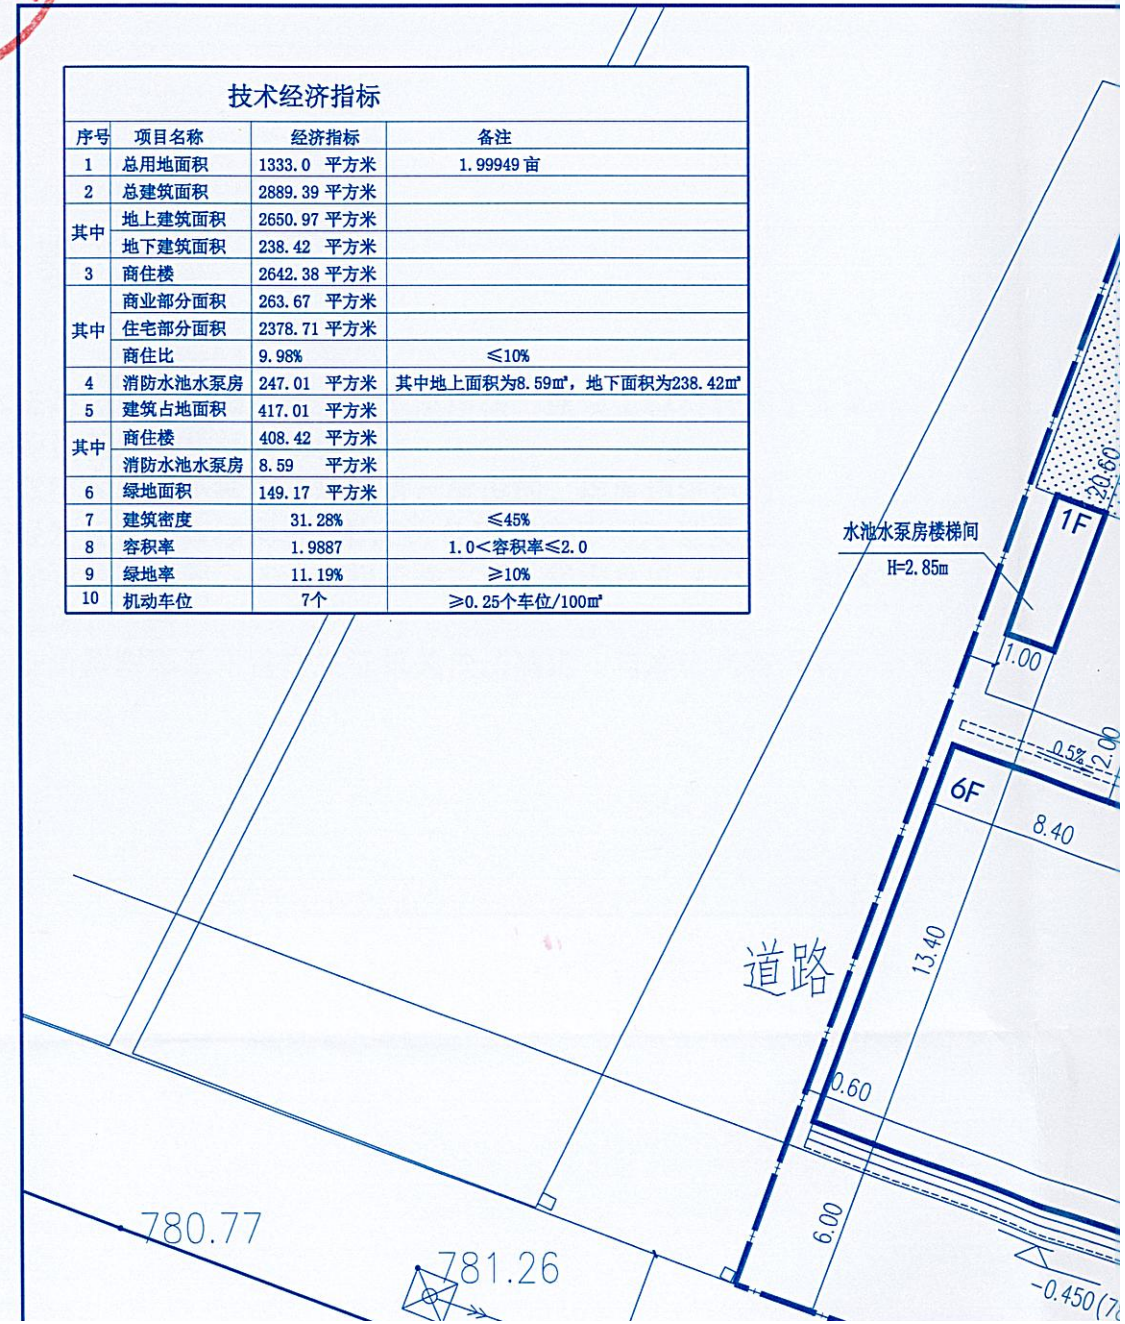 技术经济指标
序号 项目名称 经济指标 备注
1 总用地面积 1333.0 平方米 1.99949亩
2 总建筑面积 2889.39 平方米
其中 地上建筑面积 2650.97 平方米
地下建筑面积 238.42 平方米
3 商住楼 2642.38 平方米
其中 商业部分面积 263.67 平方米
住宅部分面积 2378.71 平方米
商住比 9.98% ≤10%
4 消防水池水泵房 247.01 平方米 其中地上面积为8.59㎡，地下面积为238.42㎡
5 建筑占地面积 417.01 平方米
其中 商住楼 408.42 平方米
消防水池水泵房 8.59 平方米
6 绿地面积 149.17 平方米
7 建筑密度 31.28% ≤45%
8 容积率 1.9887 1.0＜容积率≤2.0
9 绿地率 11.19% ≥10%
10 机动车位 7个 ≥0.25个车位/100㎡
20.60
1F
水池水泵房楼梯间
H=2.85m
1.00
2.00
0.5%
6F
8.40
13.40
道路
0.60
6.00
780.77
781.26
-0.450